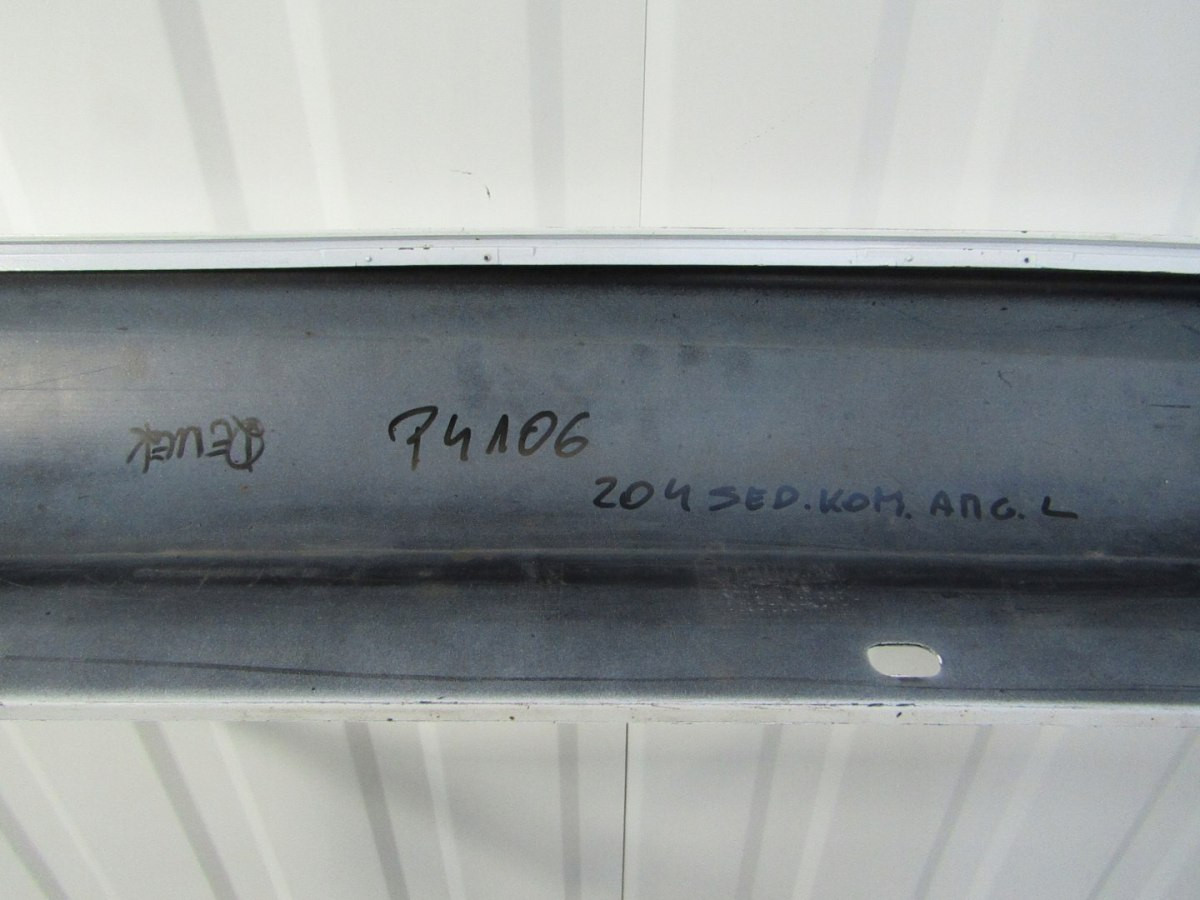 P4106
204 SED. KOM. AMG. L